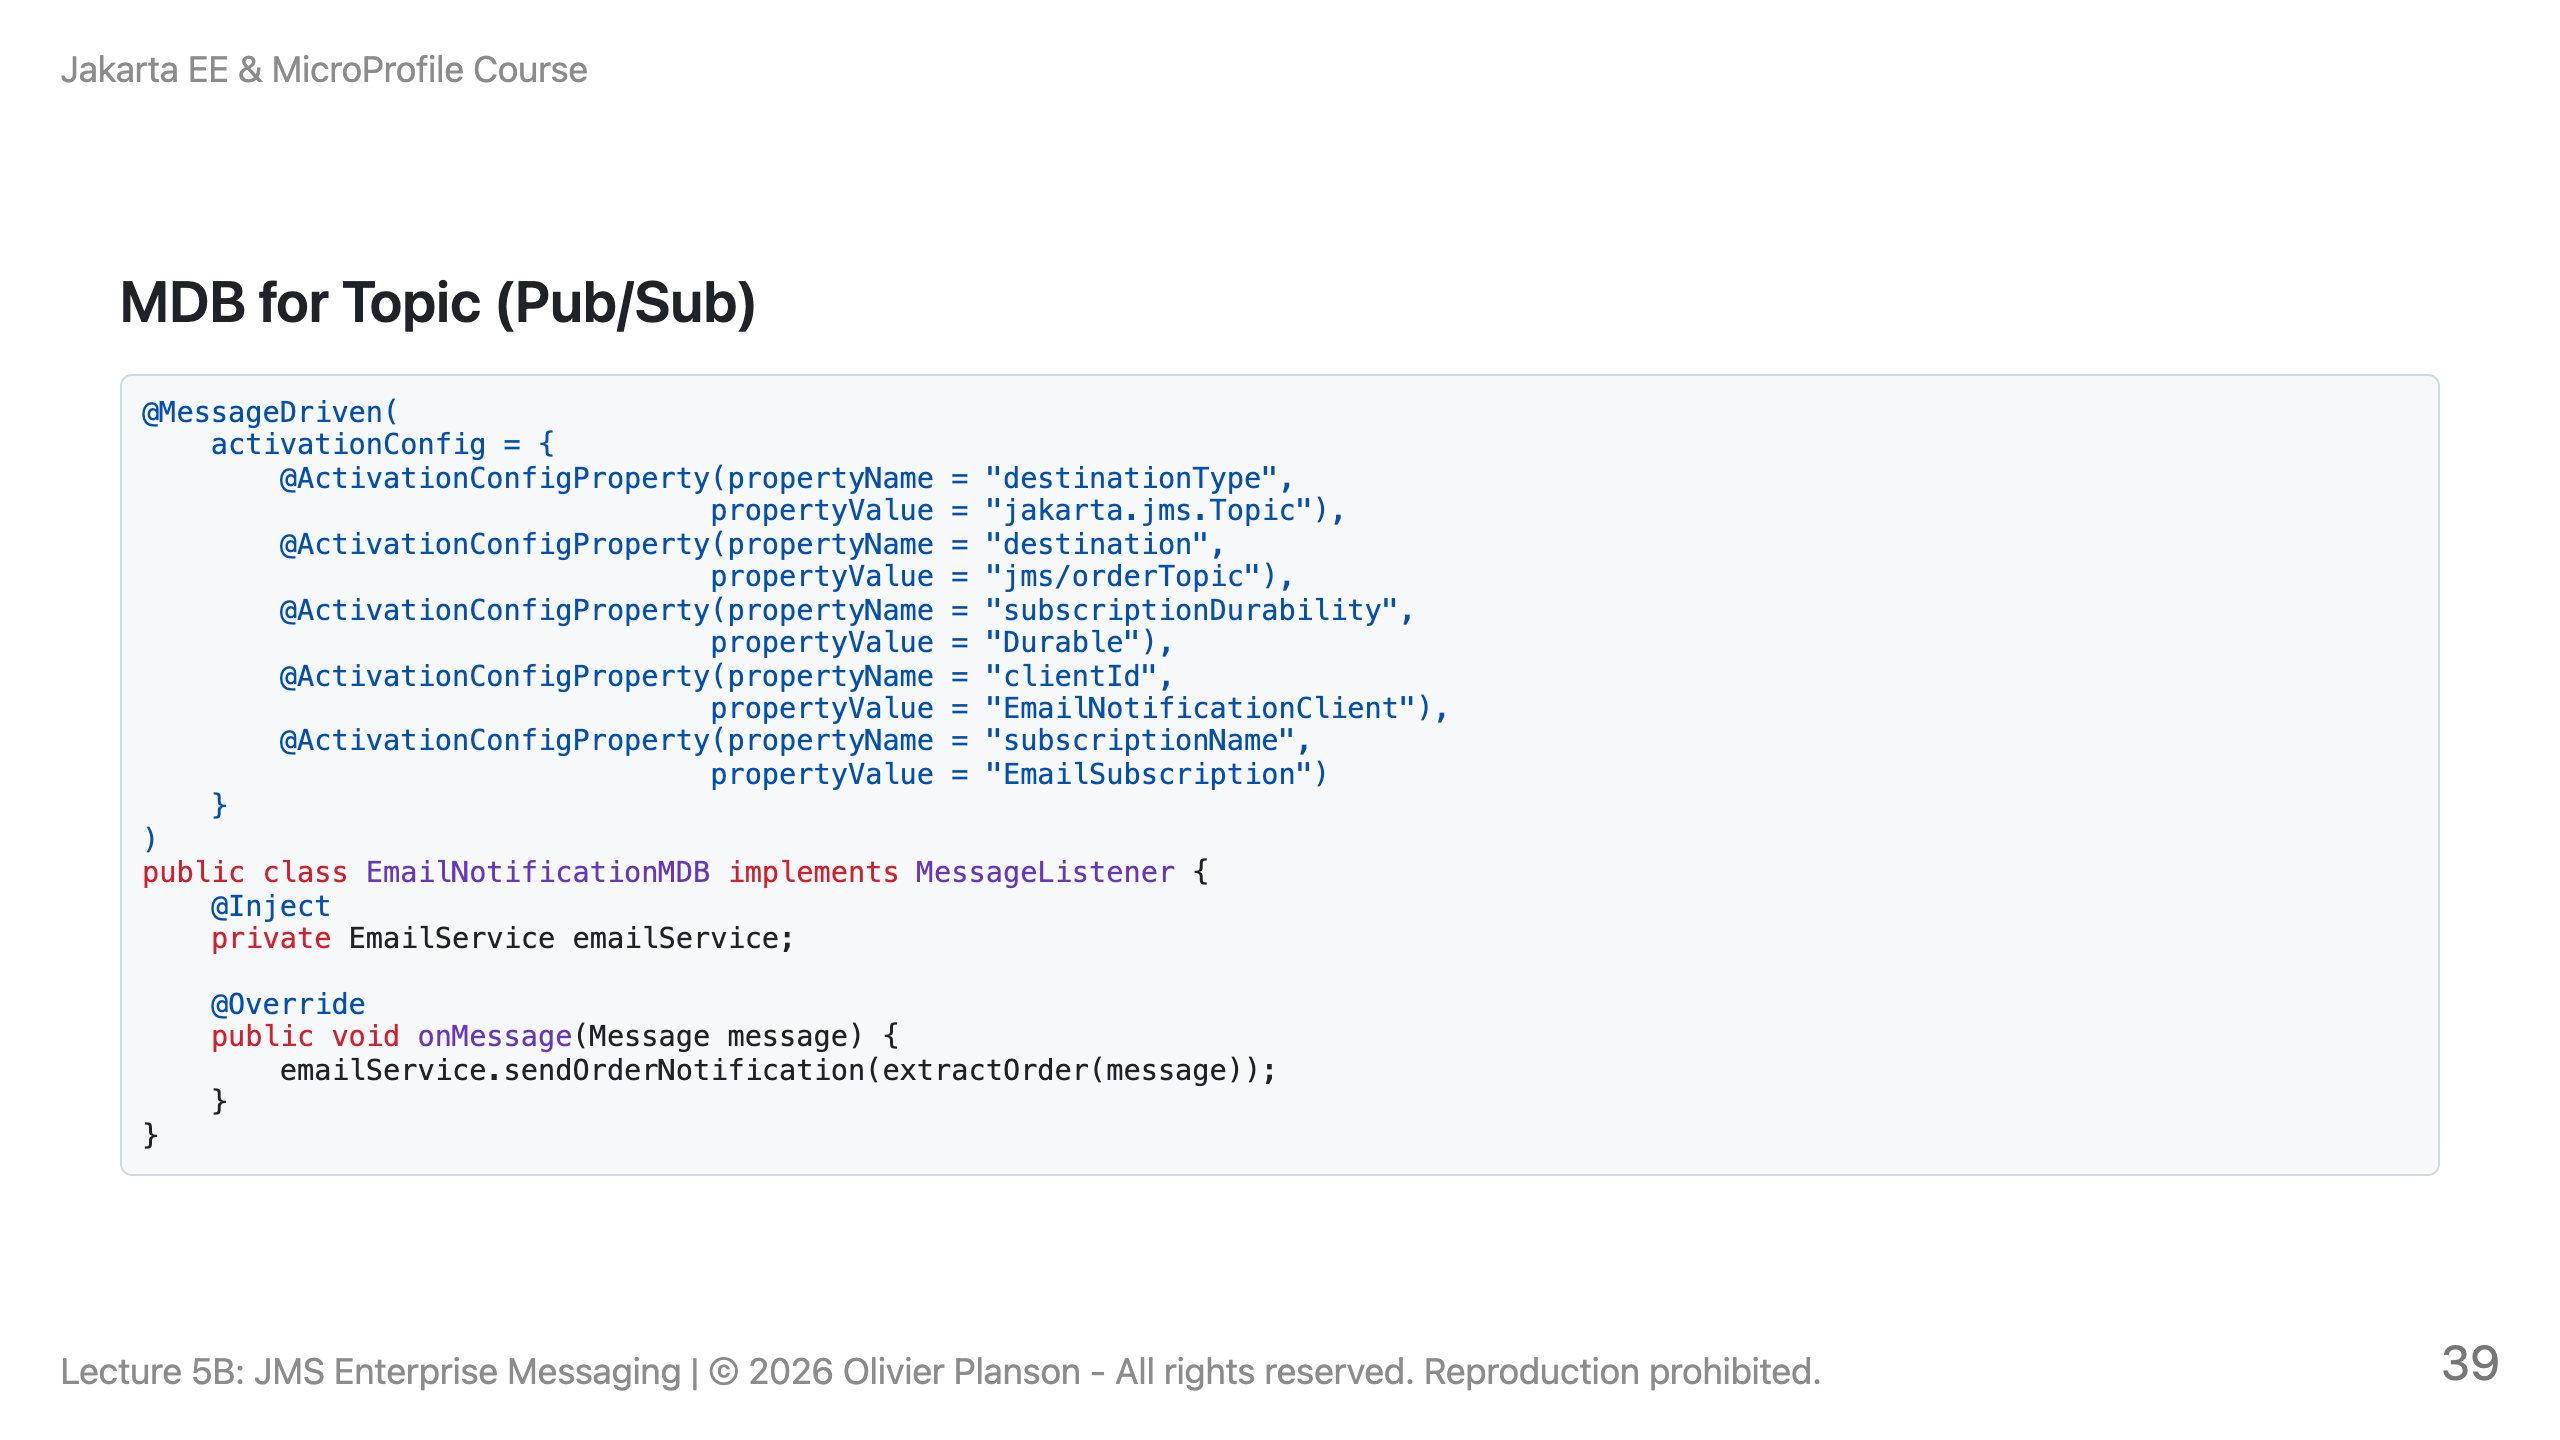 Jakarta EE & MicroProfile Course
MDB for Topic (Pub/Sub)
@MessageDriven(
    activationConfig = {
        @ActivationConfigProperty(propertyName = "destinationType",
                                 propertyValue = "jakarta.jms.Topic"),
        @ActivationConfigProperty(propertyName = "destination",
                                 propertyValue = "jms/orderTopic"),
        @ActivationConfigProperty(propertyName = "subscriptionDurability",
                                 propertyValue = "Durable"),
        @ActivationConfigProperty(propertyName = "clientId",
                                 propertyValue = "EmailNotificationClient"),
        @ActivationConfigProperty(propertyName = "subscriptionName",
                                 propertyValue = "EmailSubscription")
    }
)
public class EmailNotificationMDB implements MessageListener {
    @Inject
    private EmailService emailService;

    @Override
    public void onMessage(Message message) {
        emailService.sendOrderNotification(extractOrder(message));
    }
}
Lecture 5B: JMS Enterprise Messaging | © 2026 Olivier Planson - All rights reserved. Reproduction prohibited.
39